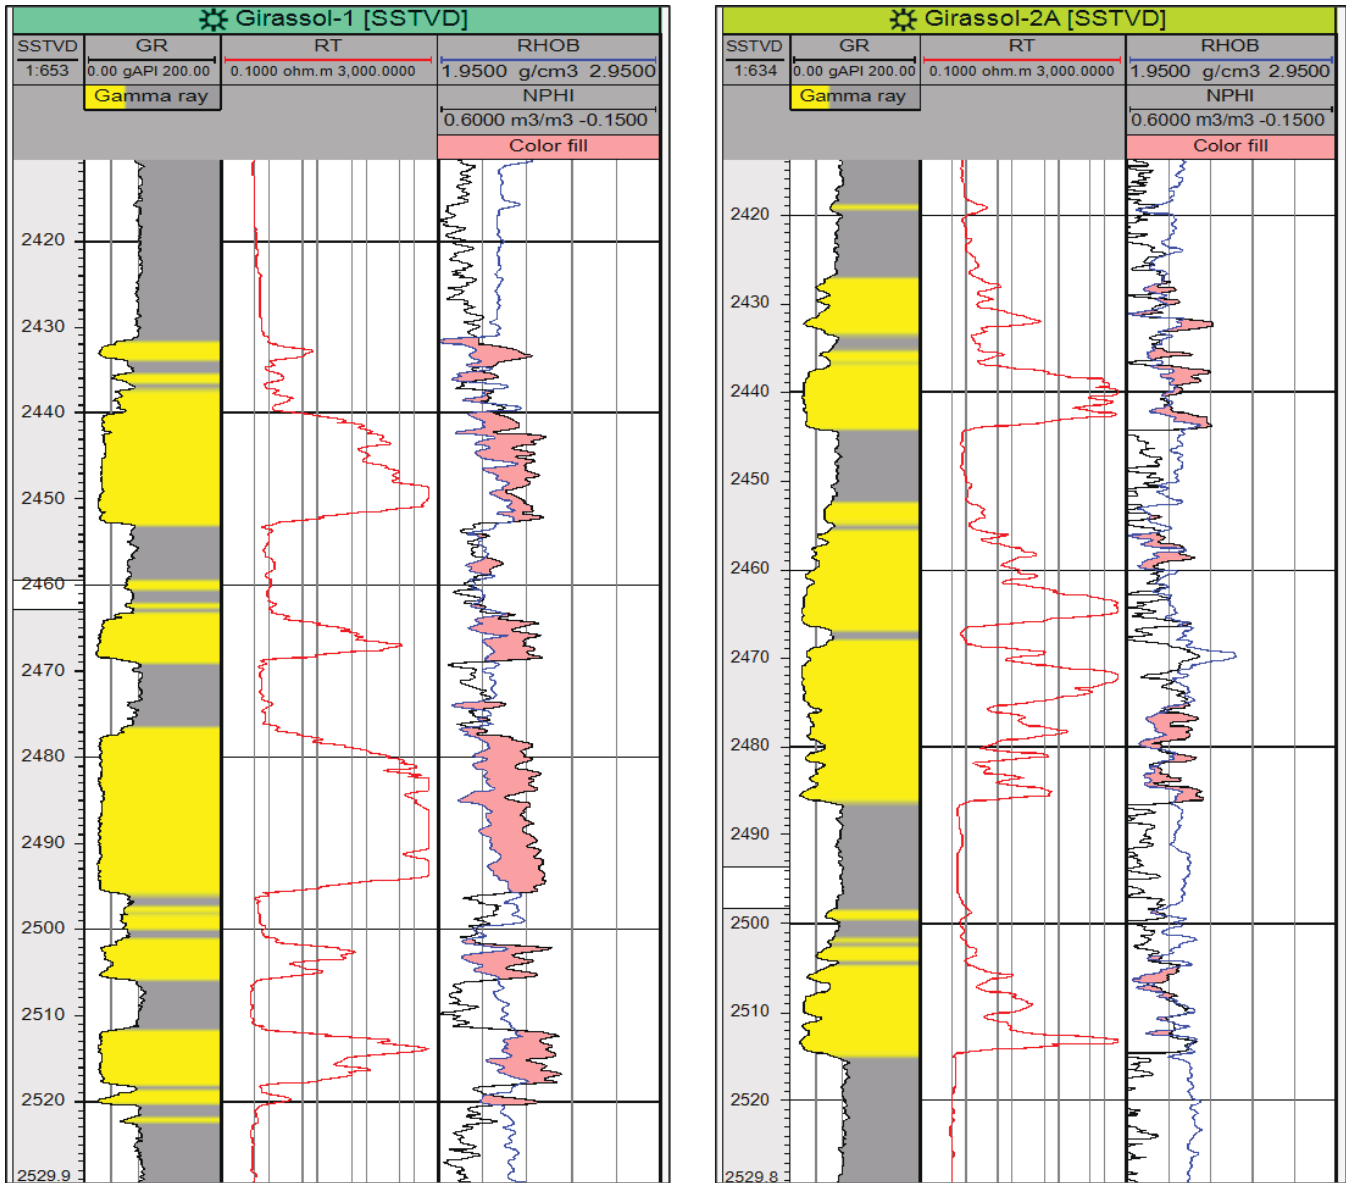 Girassol-1 [SSTVD]
SSTVD GR RT RHOB
1:653 0.00 gAPI 200.00 0.1000 ohm.m 3,000.0000 1.9500 g/cm3 2.9500
Gamma ray NPHI
0.6000 m3/m3 -0.1500
Color fill
2420
2430
2440
2450
2460
2470
2480
2490
2500
2510
2520
2529.9
Girassol-2A [SSTVD]
SSTVD GR RT RHOB
1:634 0.00 gAPI 200.00 0.1000 ohm.m 3,000.0000 1.9500 g/cm3 2.9500
Gamma ray NPHI
0.6000 m3/m3 -0.1500
Color fill
2420
2430
2440
2450
2460
2470
2480
2490
2500
2510
2520
2529.8